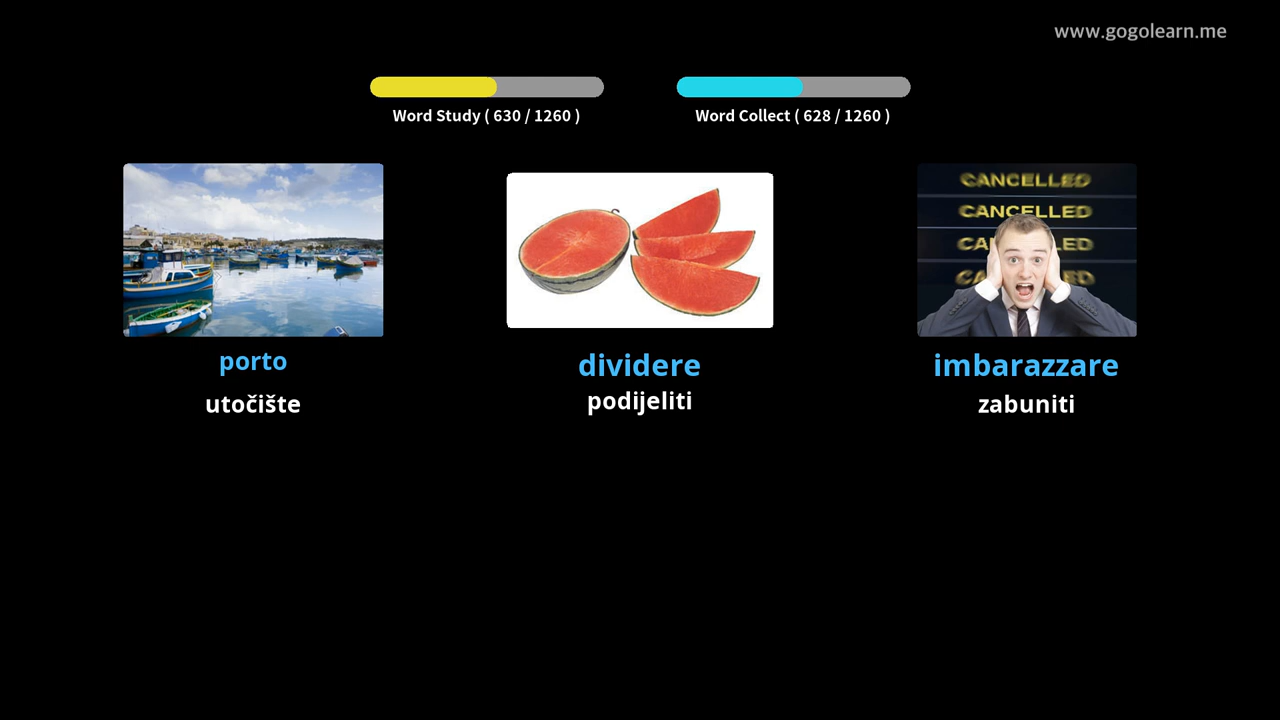 www.gogolearn.me
Word Study ( 630 / 1260 )
Word Collect ( 628 / 1260 )
CANCELLED
CANCELLED
porto
utočište
dividere
podijeliti
imbarazzare
zabuniti